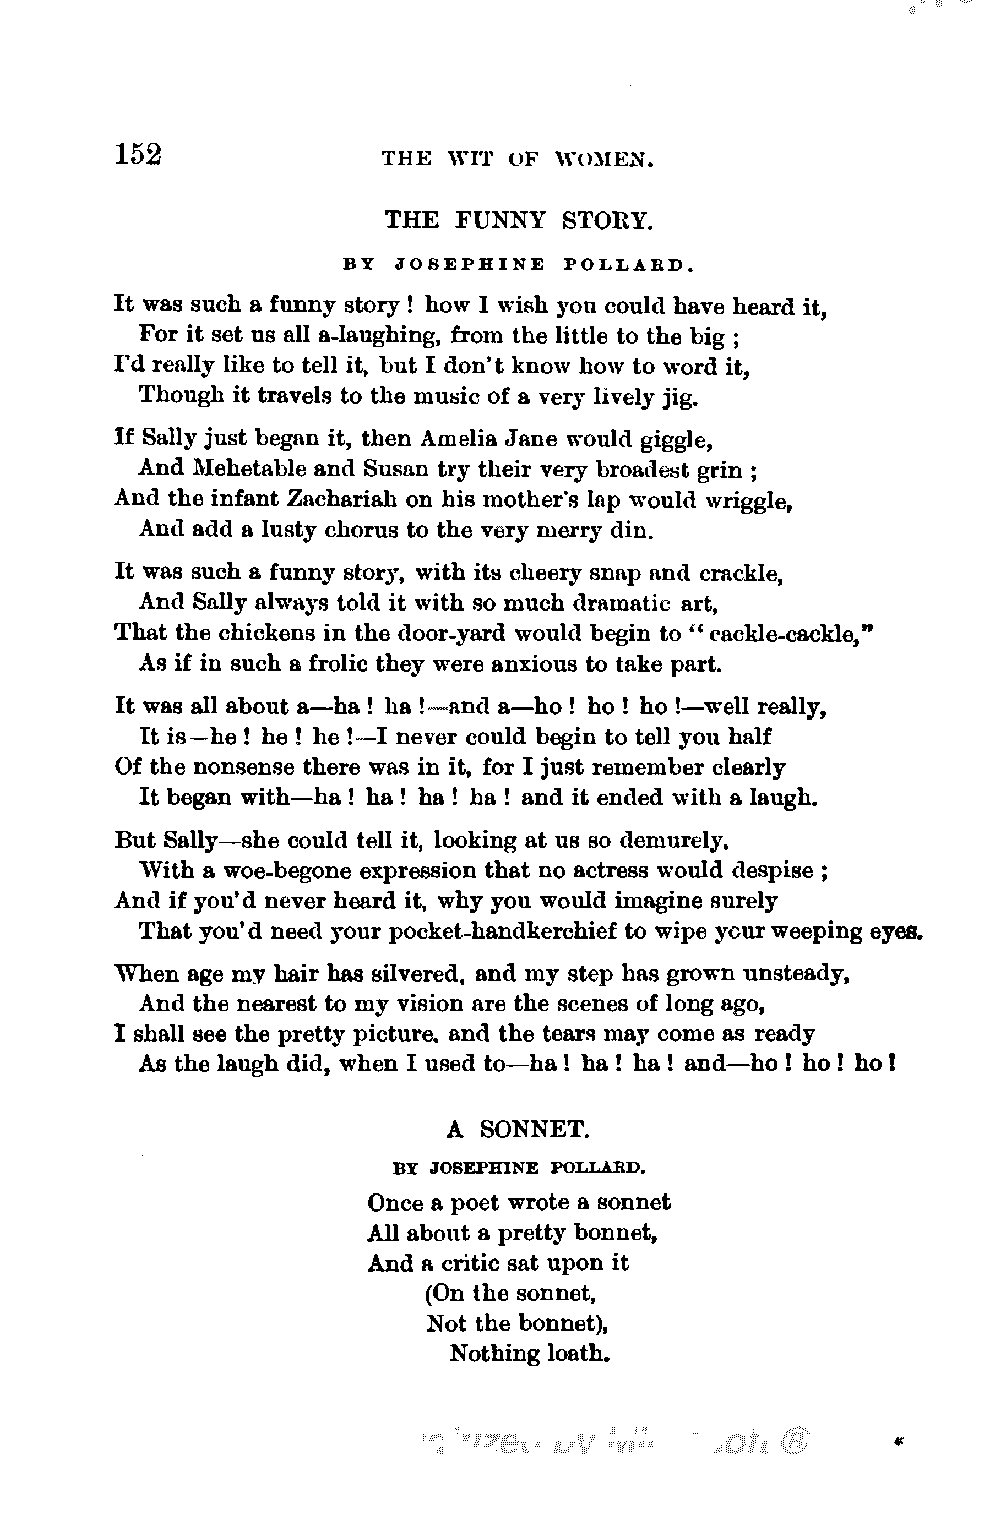 152 THE WIT OF WOMEN.
THE FUNNY STORY.
BY JOSEPHINE POLLARD.
It was such a funny story ! how I wish you could have heard it,
For it set us all a-laughing, from the little to the big ;
I'd really like to tell it, but I don't know how to word it,
Though it travels to the music of a very lively jig.
If Sally just began it, then Amelia Jane would giggle,
And Mehetable and Susan try their very broadest grin ;
And the infant Zachariah on his mother's lap would wriggle,
And add a lusty chorus to the very merry din.
It was such a funny story, with its cheery snap and crackle,
And Sally always told it with so much dramatic art,
That the chickens in the door-yard would begin to “ cackle-cackle,”
As if in such a frolic they were anxious to take part.
It was all about a—ha ! ha !—and a—ho ! ho ! ho !—well really,
It is—he ! he ! he !—I never could begin to tell you half
Of the nonsense there was in it, for I just remember clearly
It began with—ha ! ha ! ha ! ha ! and it ended with a laugh.
But Sally—she could tell it, looking at us so demurely,
With a woe-begone expression that no actress would despise ;
And if you'd never heard it, why you would imagine surely
That you'd need your pocket-handkerchief to wipe your weeping eyes.
When age my hair has silvered, and my step has grown unsteady,
And the nearest to my vision are the scenes of long ago,
I shall see the pretty picture, and the tears may come as ready
As the laugh did, when I used to—ha ! ha ! ha ! and—ho ! ho ! ho !
A SONNET.
BY JOSEPHINE POLLARD.
Once a poet wrote a sonnet
All about a pretty bonnet,
And a critic sat upon it
(On the sonnet,
Not the bonnet),
Nothing loath.